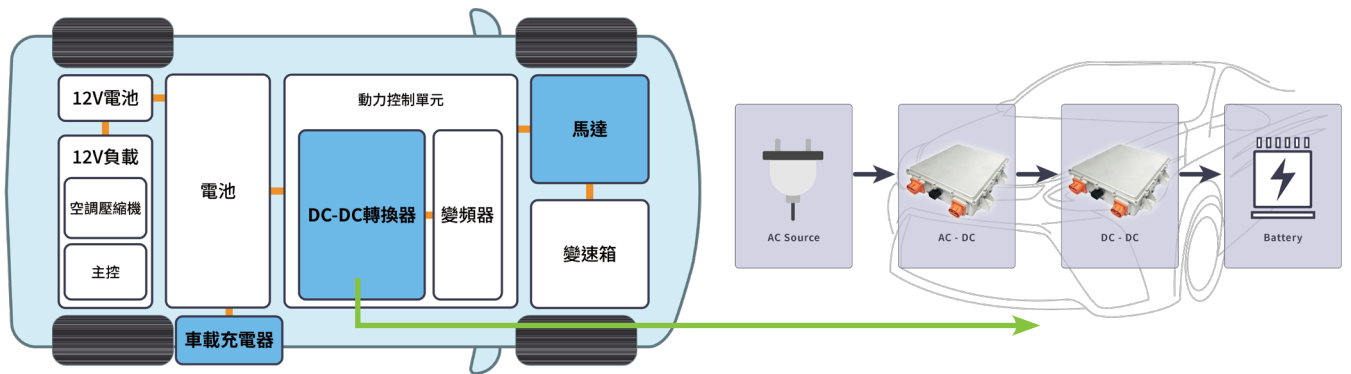 12V電池
12V負載
空調壓縮機
主控
電池
車載充電器
動力控制單元
DC-DC轉換器
變頻器
馬達
變速箱
AC Source
AC - DC
DC - DC
Battery